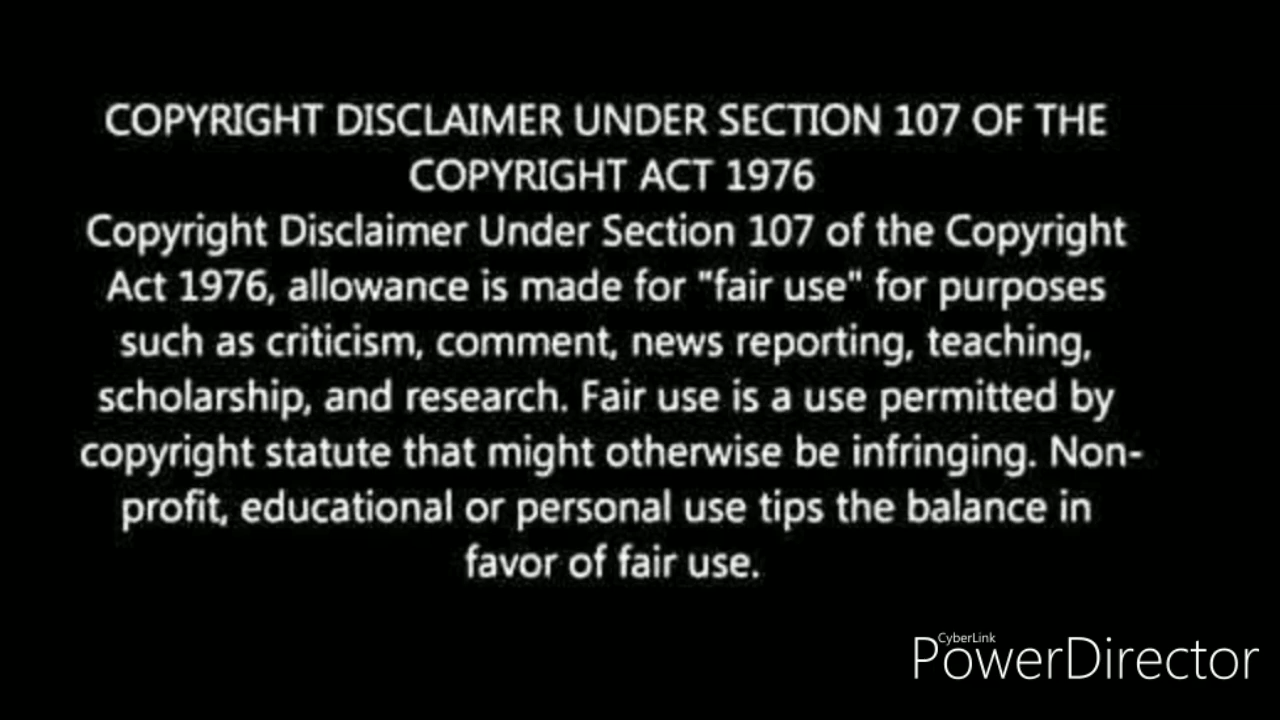 COPYRIGHT DISCLAIMER UNDER SECTION 107 OF THE
COPYRIGHT ACT 1976
Copyright Disclaimer Under Section 107 of the Copyright
Act 1976, allowance is made for "fair use" for purposes
such as criticism, comment, news reporting, teaching,
scholarship, and research. Fair use is a use permitted by
copyright statute that might otherwise be infringing. Non-
profit, educational or personal use tips the balance in
favor of fair use.
CyberLink
PowerDirector